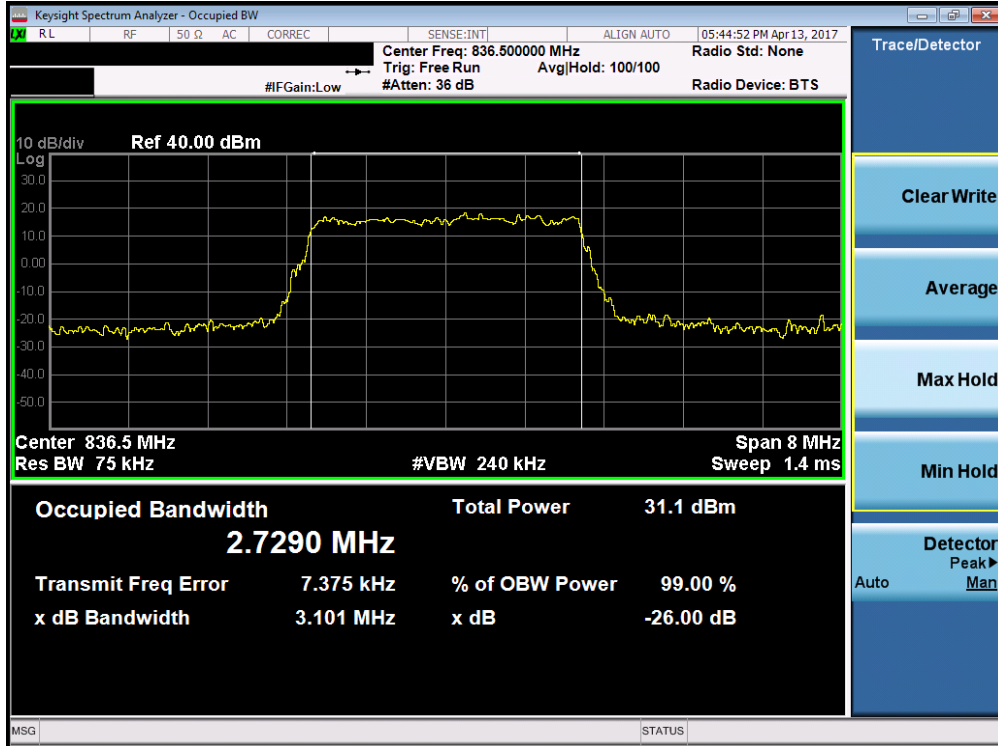 Keysight Spectrum Analyzer - Occupied BW
LXI RL RF 50 Ω AC CORREC SENSE:INT ALIGN AUTO 05:44:52 PM Apr 13, 2017
Center Freq: 836.500000 MHz Radio Std: None
Trig: Free Run Avg|Hold: 100/100
#IFGain:Low #Atten: 36 dB Radio Device: BTS
10 dB/div Ref 40.00 dBm
Log
30.0
20.0
10.0
0.00
-10.0
-20.0
-30.0
-40.0
-50.0
Center 836.5 MHz Span 8 MHz
Res BW 75 kHz #VBW 240 kHz Sweep 1.4 ms
Occupied Bandwidth Total Power 31.1 dBm
2.7290 MHz
Transmit Freq Error 7.375 kHz % of OBW Power 99.00 %
x dB Bandwidth 3.101 MHz x dB -26.00 dB
MSG STATUS
Trace/Detector
Clear Write
Average
Max Hold
Min Hold
Detector
Peak▶
Auto Man